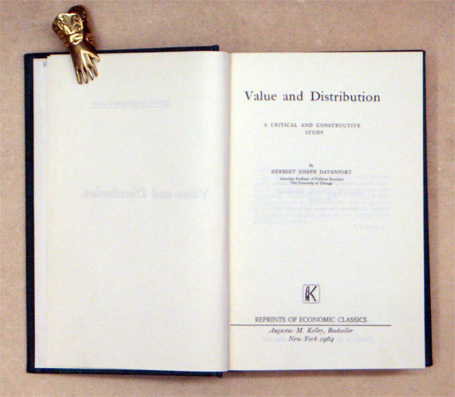 Value and Distribution
A CRITICAL AND CONSTRUCTIVE
STUDY
By
HERBERT JOSEPH DAVENPORT
Associate Professor of Political Economy
The University of Chicago
K
REPRINTS OF ECONOMIC CLASSICS
Augustus M. Kelley, Bookseller
New York 1964